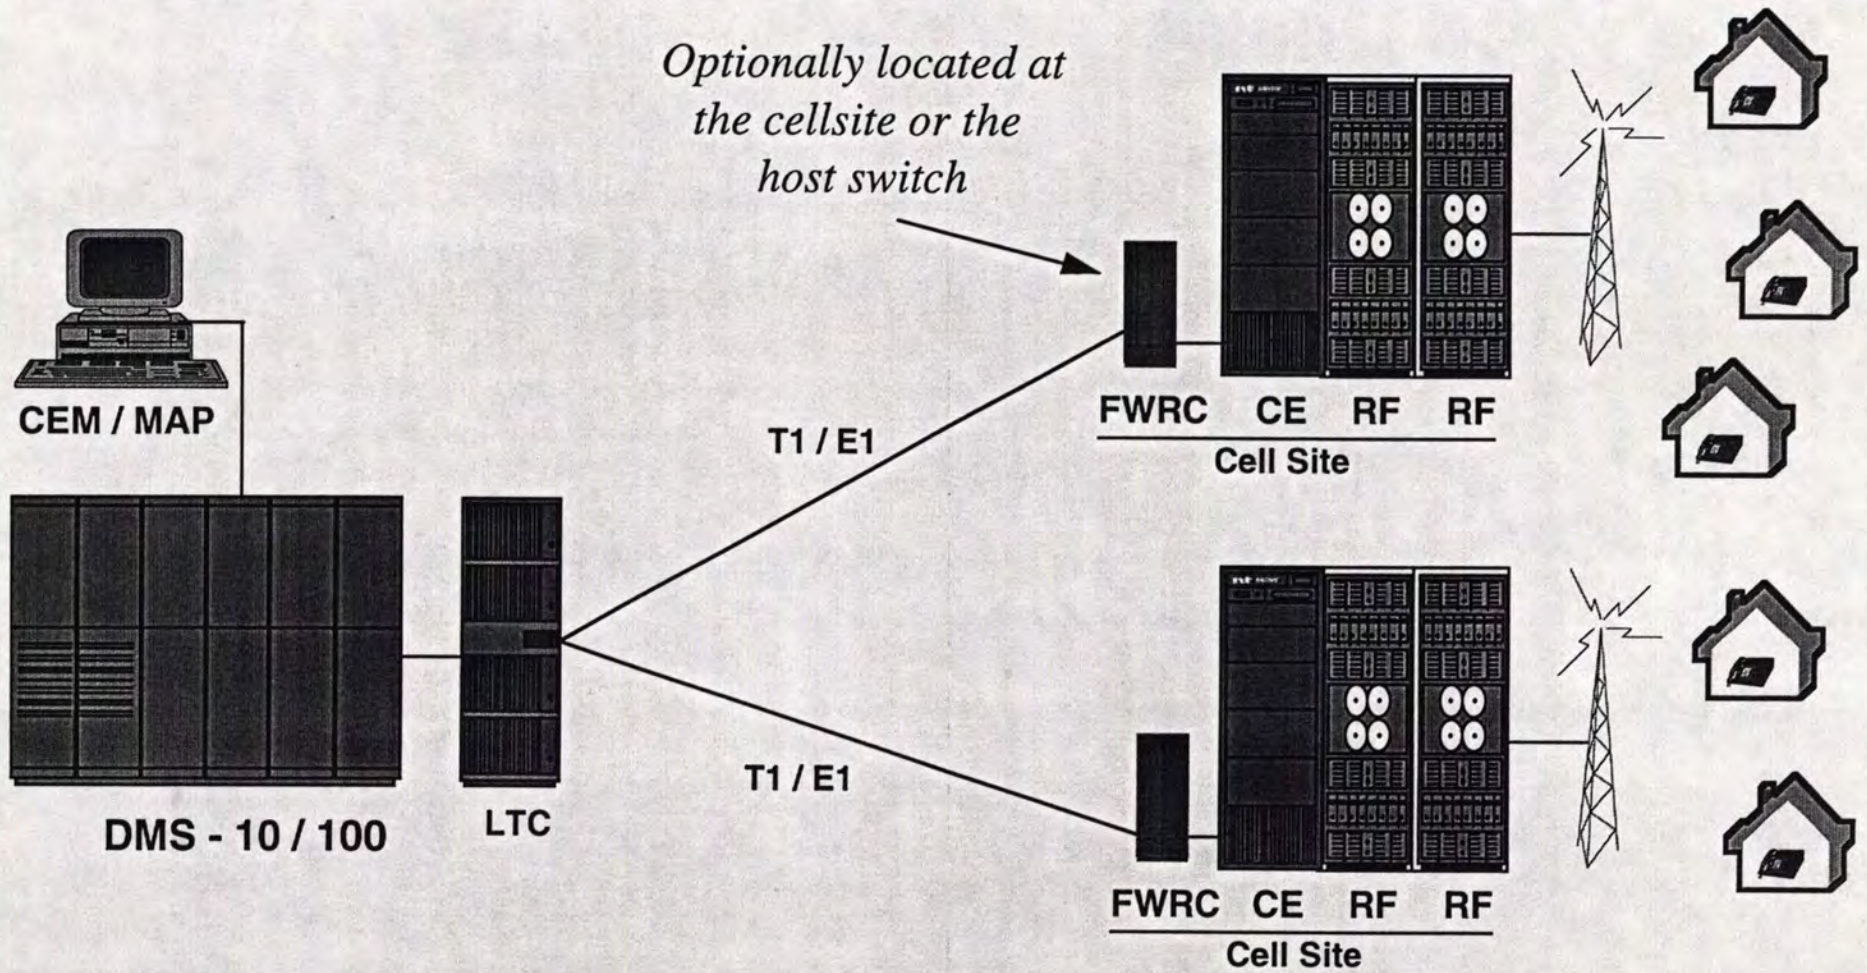 Optionally located at
the cellsite or the
host switch
CEM / MAP
T1 / E1
FWRC CE RF RF
Cell Site
DMS - 10 / 100
LTC
T1 / E1
FWRC CE RF RF
Cell Site